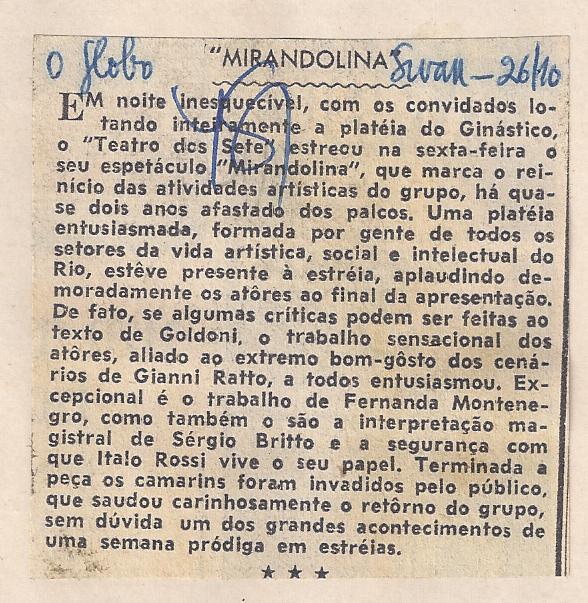 O Globo
"MIRANDOLINA"
Swan - 26/10
EM noite inesquecível, com os convidados lo-
tando inteiramente a platéia do Ginástico,
o "Teatro dos Sete" estreou na sexta-feira o
seu espetáculo "Mirandolina", que marca o rei-
nício das atividades artísticas do grupo, há qua-
se dois anos afastado dos palcos. Uma platéia
entusiasmada, formada por gente de todos os
setores da vida artística, social e intelectual do
Rio, estêve presente à estréia, aplaudindo de-
moradamente os atôres ao final da apresentação.
De fato, se algumas críticas podem ser feitas ao
texto de Goldoni, o trabalho sensacional dos
atôres, aliado ao extremo bom-gôsto dos cená-
rios de Gianni Ratto, a todos entusiasmou. Ex-
cepcional é o trabalho de Fernanda Montene-
gro, como também o são a interpretação ma-
gistral de Sérgio Britto e a segurança com
que Italo Rossi vive o seu papel. Terminada a
peça os camarins foram invadidos pelo público,
que saudou carinhosamente o retôrno do grupo,
sem dúvida um dos grandes acontecimentos de
uma semana pródiga em estréias.
★ ★ ★